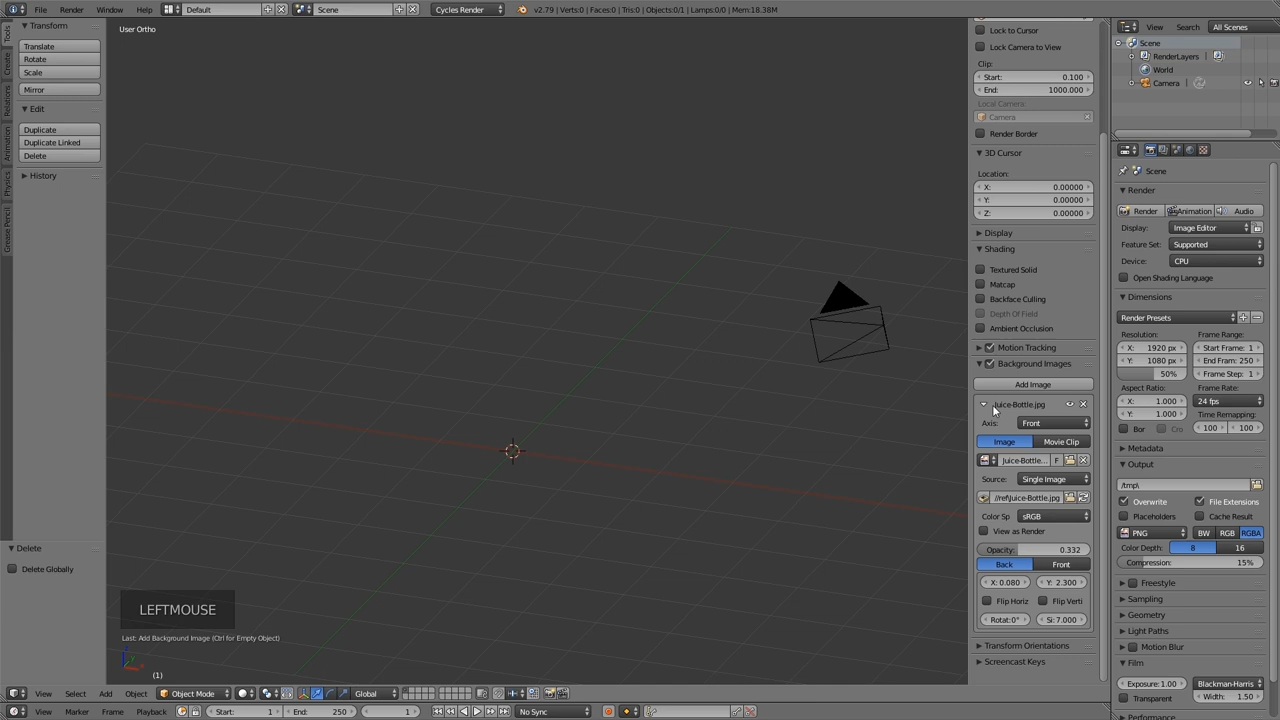 File Render Window Help Default Scene Cycles Render v2.79 | Verts:0 | Faces:0 | Tris:0 | Objects:0/1 | Lamps:0/0 | Mem:18.38M
Tools
Create
Relations
Animation
Physics
Grease Pencil
Transform
Translate
Rotate
Scale
Mirror
Edit
Duplicate
Duplicate Linked
Delete
History
Delete
Delete Globally
User Ortho
LEFTMOUSE
Last: Add Background Image (Ctrl for Empty Object)
(1)
Lock to Cursor
Lock Camera to View
Clip:
Start: 0.100
End: 1000.000
Local Camera:
Camera
Render Border
3D Cursor
Location:
X: 0.00000
Y: 0.00000
Z: 0.00000
Display
Shading
Textured Solid
Matcap
Backface Culling
Depth Of Field
Ambient Occlusion
Motion Tracking
Background Images
Add Image
Juice-Bottle.jpg
Axis: Front
Image Movie Clip
Juice-Bottle... F
Source: Single Image
//ref\Juice-Bottle.jpg
Color Sp sRGB
View as Render
Opacity: 0.332
Back Front
X: 0.080 Y: 2.300
Flip Horiz Flip Verti
Rotat:0° Si: 7.000
Transform Orientations
Screencast Keys
View Search All Scenes
Scene
RenderLayers
World
Camera
Scene
Render
Render Animation Audio
Display: Image Editor
Feature Set: Supported
Device: CPU
Open Shading Language
Dimensions
Render Presets
Resolution: Frame Range:
X: 1920 px Start Frame: 1
Y: 1080 px End Fram: 250
50% Frame Step: 1
Aspect Ratio: Frame Rate:
X: 1.000 24 fps
Y: 1.000 Time Remapping:
Bor Cro 100 100
Metadata
Output
/tmp\
Overwrite File Extensions
Placeholders Cache Result
PNG BW RGB RGBA
Color Depth: 8 16
Compression: 15%
Freestyle
Sampling
Geometry
Light Paths
Motion Blur
Film
Exposure: 1.00 Blackman-Harris
Transparent Width: 1.50
Performance
View Select Add Object Object Mode Global
View Marker Frame Playback Start: 1 End: 250 1 No Sync